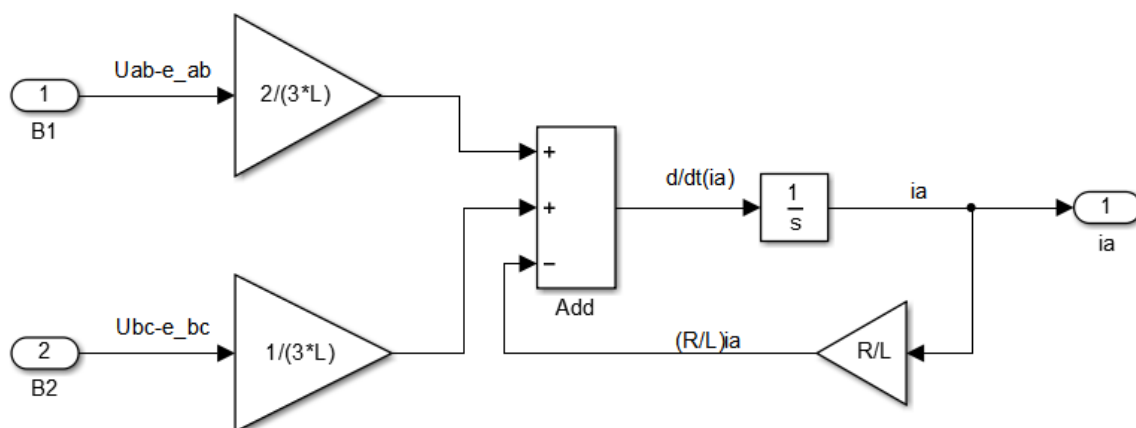 Uab-e_ab
1
B1
2/(3*L)
+
+
−
Add
d/dt(ia)
1
s
ia
1
ia
Ubc-e_bc
2
B2
1/(3*L)
(R/L)ia
R/L